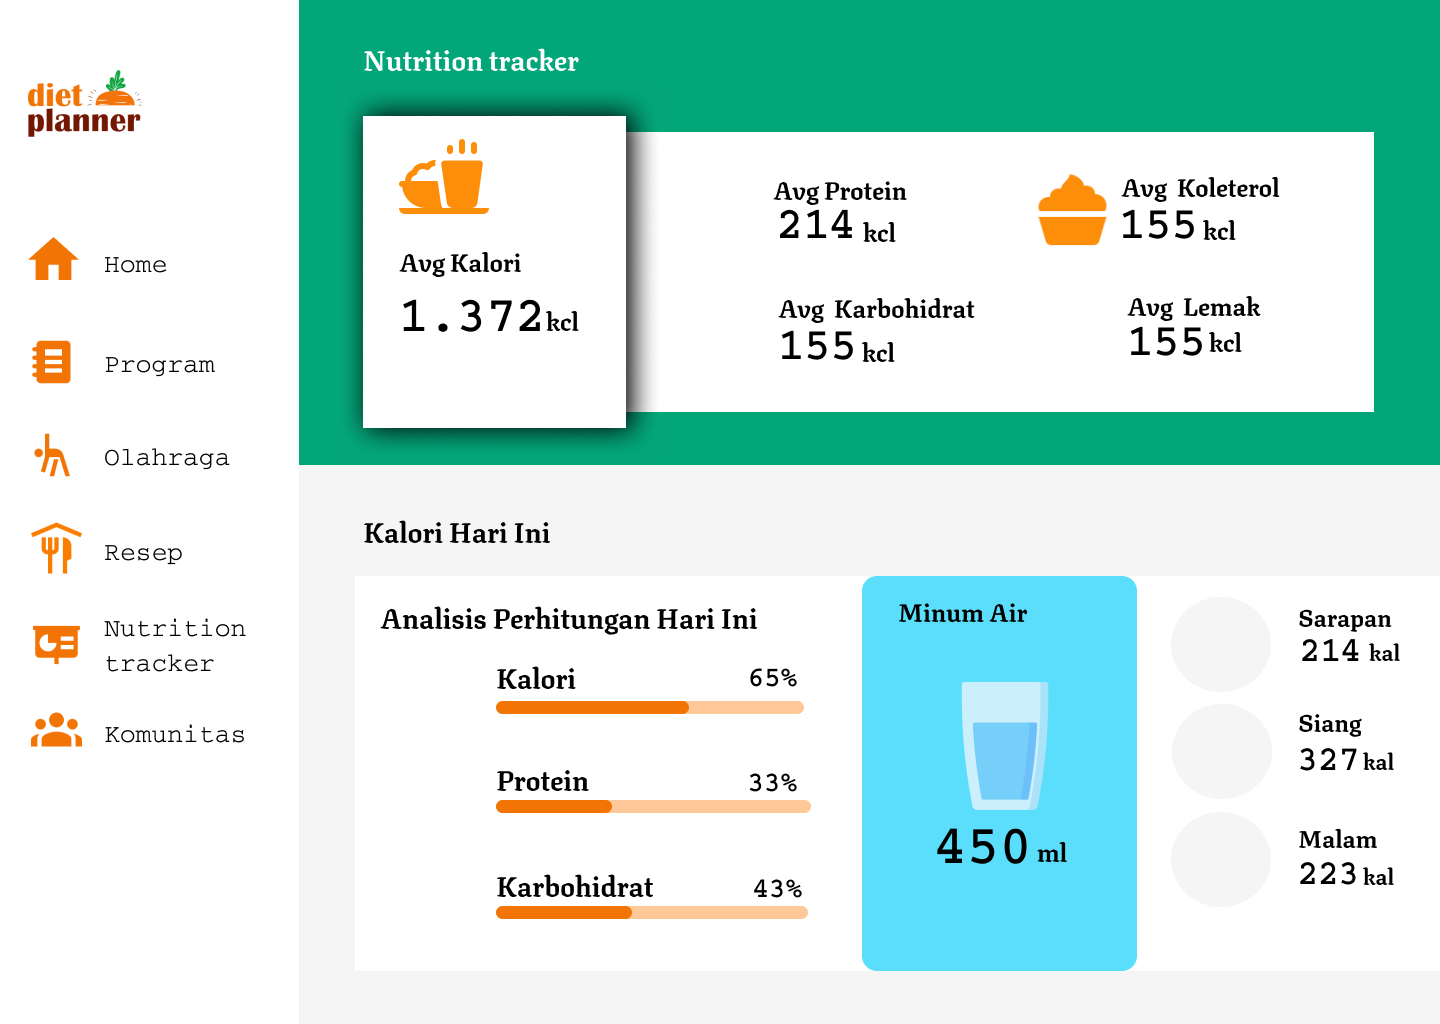 diet
planner
Home
Program
Olahraga
Resep
Nutrition
tracker
Komunitas
Nutrition tracker
Avg Kalori
1.372 kcl
Avg Protein
214 kcl
Avg Koleterol
155 kcl
Avg Karbohidrat
155 kcl
Avg Lemak
155 kcl
Kalori Hari Ini
Analisis Perhitungan Hari Ini
Kalori 65%
Protein 33%
Karbohidrat 43%
Minum Air
450 ml
Sarapan
214 kal
Siang
327 kal
Malam
223 kal